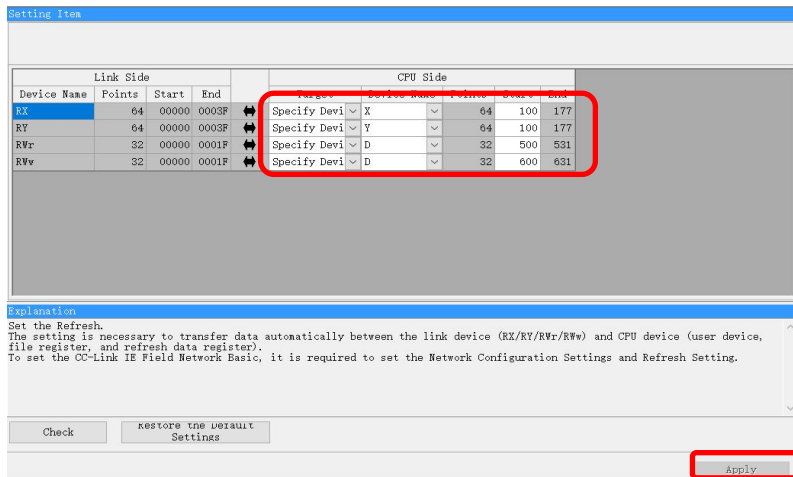 Setting Item
Link Side CPU Side
Device Name Points Start End Target Device Name Points Start End
RX 64 00000 0003F Specify Devi X 64 100 177
RY 64 00000 0003F Specify Devi Y 64 100 177
RWr 32 00000 0001F Specify Devi D 32 500 531
RWw 32 00000 0001F Specify Devi D 32 600 631
Explanation
Set the Refresh.
The setting is necessary to transfer data automatically between the link device (RX/RY/RWr/RWw) and CPU device (user device,
file register, and refresh data register).
To set the CC-Link IE Field Network Basic, it is required to set the Network Configuration Settings and Refresh Setting.
Check
Restore the Default
Settings
Apply